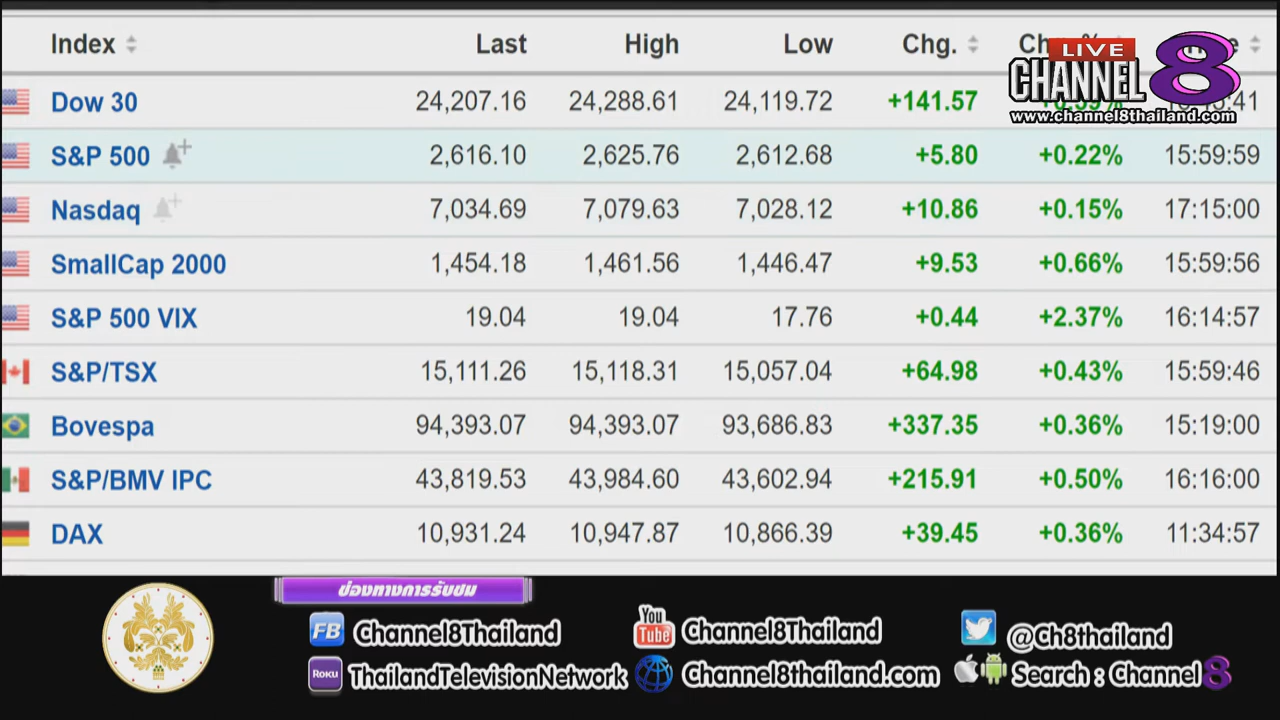 Index Last High Low Chg.
LIVE
CHANNEL 8
www.channel8thailand.com
Dow 30 24,207.16 24,288.61 24,119.72 +141.57
S&P 500 2,616.10 2,625.76 2,612.68 +5.80 +0.22% 15:59:59
Nasdaq 7,034.69 7,079.63 7,028.12 +10.86 +0.15% 17:15:00
SmallCap 2000 1,454.18 1,461.56 1,446.47 +9.53 +0.66% 15:59:56
S&P 500 VIX 19.04 19.04 17.76 +0.44 +2.37% 16:14:57
S&P/TSX 15,111.26 15,118.31 15,057.04 +64.98 +0.43% 15:59:46
Bovespa 94,393.07 94,393.07 93,686.83 +337.35 +0.36% 15:19:00
S&P/BMV IPC 43,819.53 43,984.60 43,602.94 +215.91 +0.50% 16:16:00
DAX 10,931.24 10,947.87 10,866.39 +39.45 +0.36% 11:34:57
ช่องทางการรับชม
FB Channel8Thailand You Tube Channel8Thailand @Ch8thailand
ROKU ThailandTelevisionNetwork Channel8thailand.com Search : Channel 8